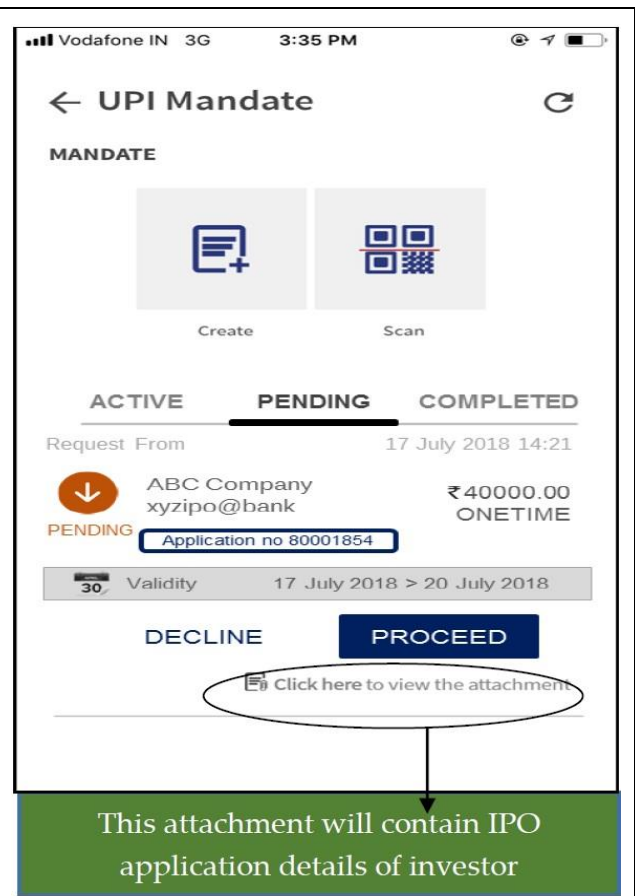 Vodafone IN 3G 3:35 PM
← UPI Mandate
MANDATE
Create Scan
ACTIVE PENDING COMPLETED
Request From 17 July 2018 14:21
ABC Company ₹40000.00
xyzipo@bank ONETIME
PENDING
Application no 80001854
30 Validity 17 July 2018 > 20 July 2018
DECLINE PROCEED
Click here to view the attachment
This attachment will contain IPO
application details of investor